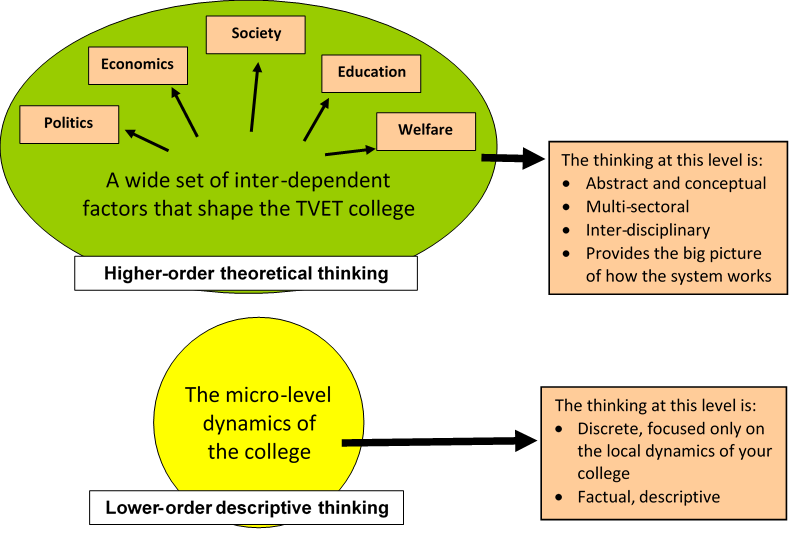 Society
Economics
Education
Politics
Welfare
A wide set of inter-dependent
factors that shape the TVET college
Higher-order theoretical thinking
The thinking at this level is:
• Abstract and conceptual
• Multi-sectoral
• Inter-disciplinary
• Provides the big picture
of how the system works
The micro-level
dynamics of
the college
Lower-order descriptive thinking
The thinking at this level is:
• Discrete, focused only on
the local dynamics of your
college
• Factual, descriptive